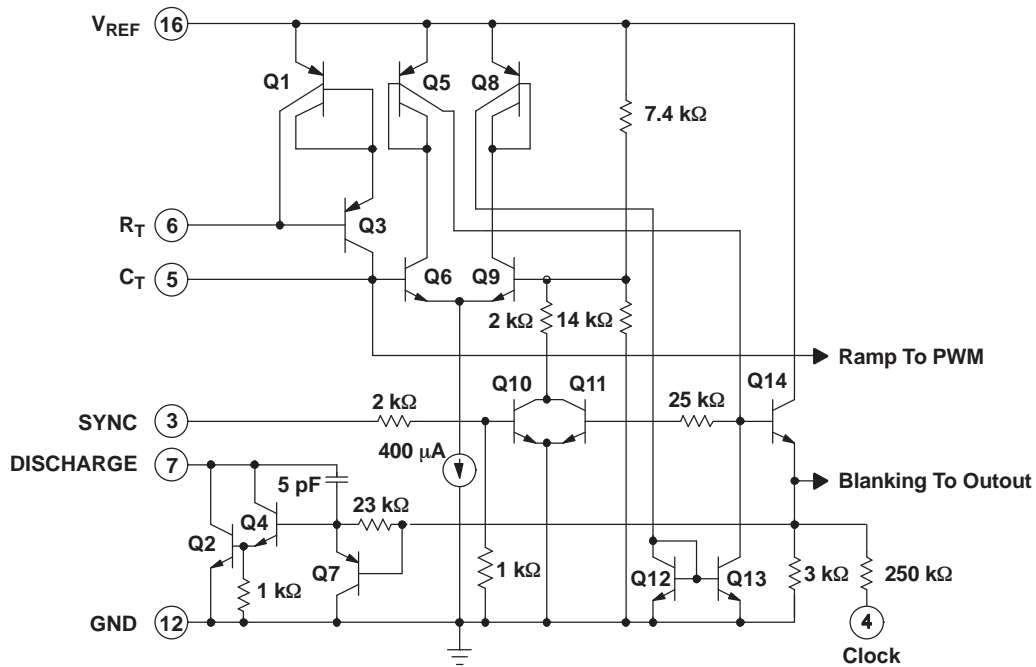 VREF 16
Q1
Q5
Q8
7.4 kΩ
RT 6
Q3
CT 5
Q6
Q9
2 kΩ
14 kΩ
Ramp To PWM
Q10
Q11
Q14
SYNC 3
2 kΩ
25 kΩ
400 μA
DISCHARGE 7
5 pF
Blanking To Outout
Q4
23 kΩ
Q2
Q7
1 kΩ
1 kΩ
Q12
Q13
3 kΩ
250 kΩ
GND 12
4
Clock